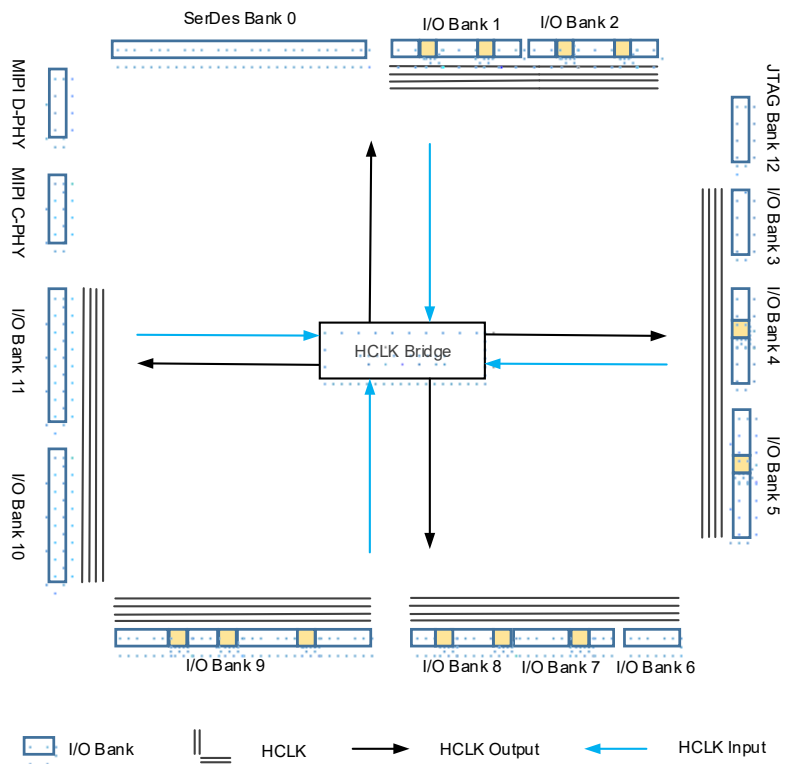 SerDes Bank 0
I/O Bank 1
I/O Bank 2
MIPI D-PHY
JTAG Bank 12
MIPI C-PHY
I/O Bank 3
I/O Bank 11
I/O Bank 4
HCLK Bridge
I/O Bank 10
I/O Bank 5
I/O Bank 9
I/O Bank 8
I/O Bank 7
I/O Bank 6
I/O Bank
HCLK
HCLK Output
HCLK Input